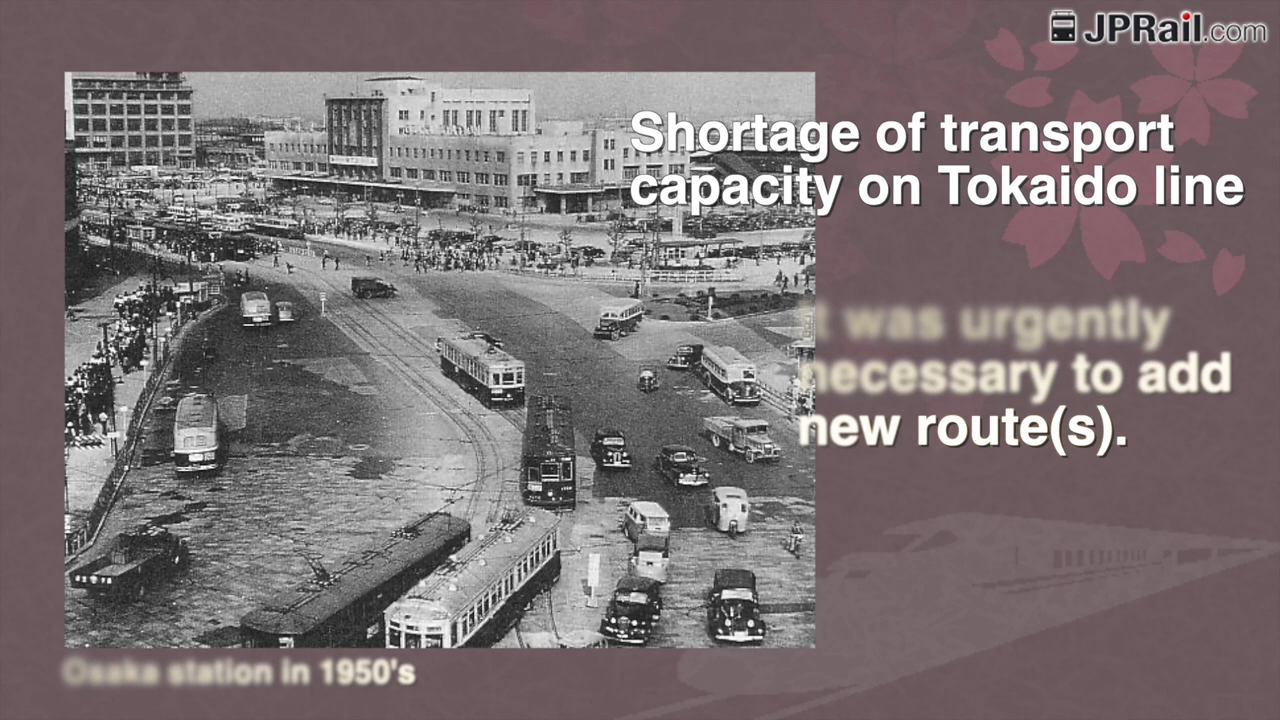 JPRail.com
Shortage of transport
capacity on Tokaido line
It was urgently
necessary to add
new route(s).
Osaka station in 1950's